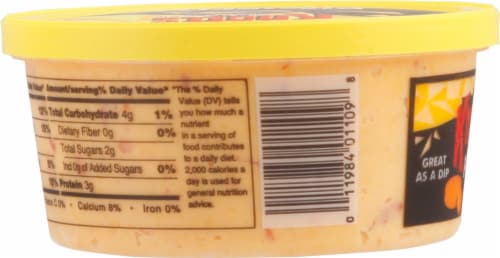 Value* Amount/serving % Daily Value*
10% Total Carbohydrate 4g 1%
Dietary Fiber 0g 0%
Total Sugars 2g
Incl 0g of Added Sugars 0%
Protein 3g
0% • Calcium 8% • Iron 0%
*The % Daily
Value (DV) tells
you how much a
nutrient
in a serving of
food contributes
to a daily diet.
2,000 calories a
day is used for
general nutrition
advice.
0 11984 01109 8
GREAT
AS A DIP